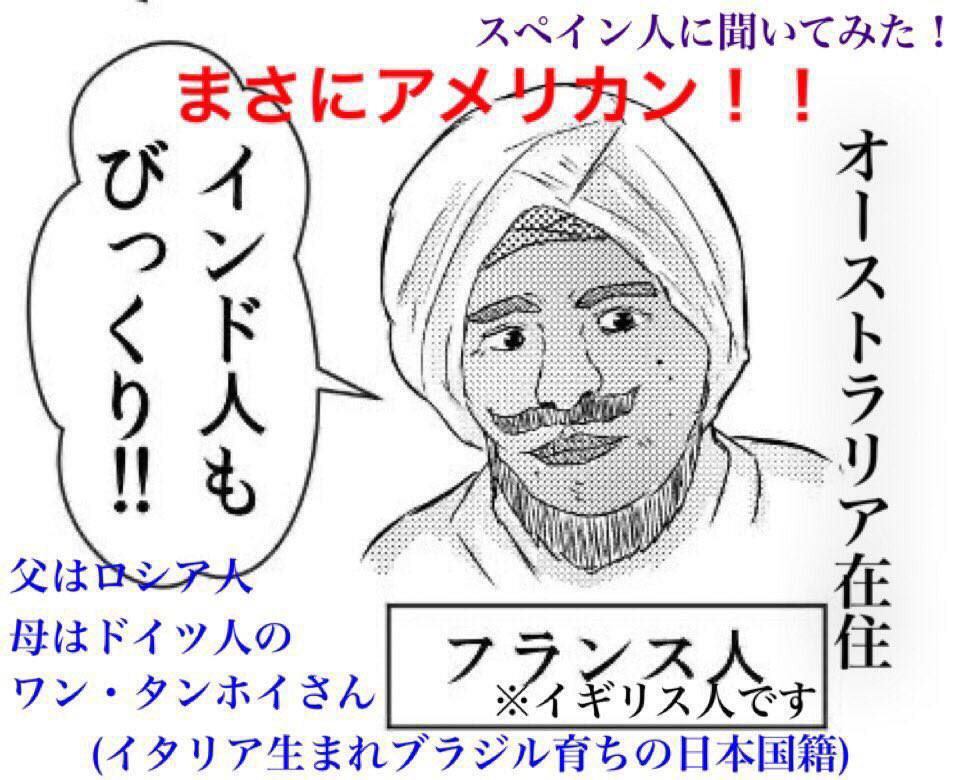 スペイン人に聞いてみた！
まさにアメリカン！！
オーストラリア在住
インド人も
びっくり!!
父はロシア人
母はドイツ人の
ワン・タンホイさん
(イタリア生まれブラジル育ちの日本国籍)
フランス人
※イギリス人です